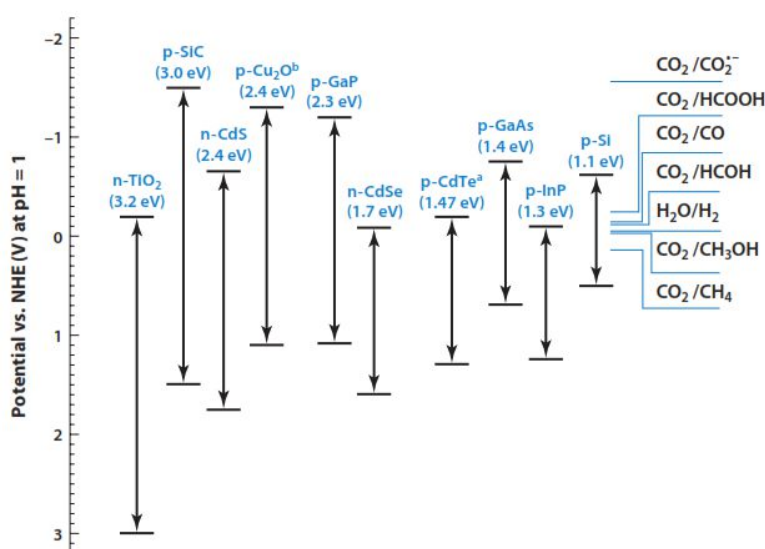 Potential vs. NHE (V) at pH = 1
−2
−1
0
1
2
3
n-TiO₂
(3.2 eV)
p-SiC
(3.0 eV)
n-CdS
(2.4 eV)
p-Cu₂Oᵇ
(2.4 eV)
p-GaP
(2.3 eV)
n-CdSe
(1.7 eV)
p-CdTeᵃ
(1.47 eV)
p-GaAs
(1.4 eV)
p-InP
(1.3 eV)
p-Si
(1.1 eV)
CO₂ /CO₂˙⁻
CO₂ /HCOOH
CO₂ /CO
CO₂ /HCOH
H₂O/H₂
CO₂ /CH₃OH
CO₂ /CH₄